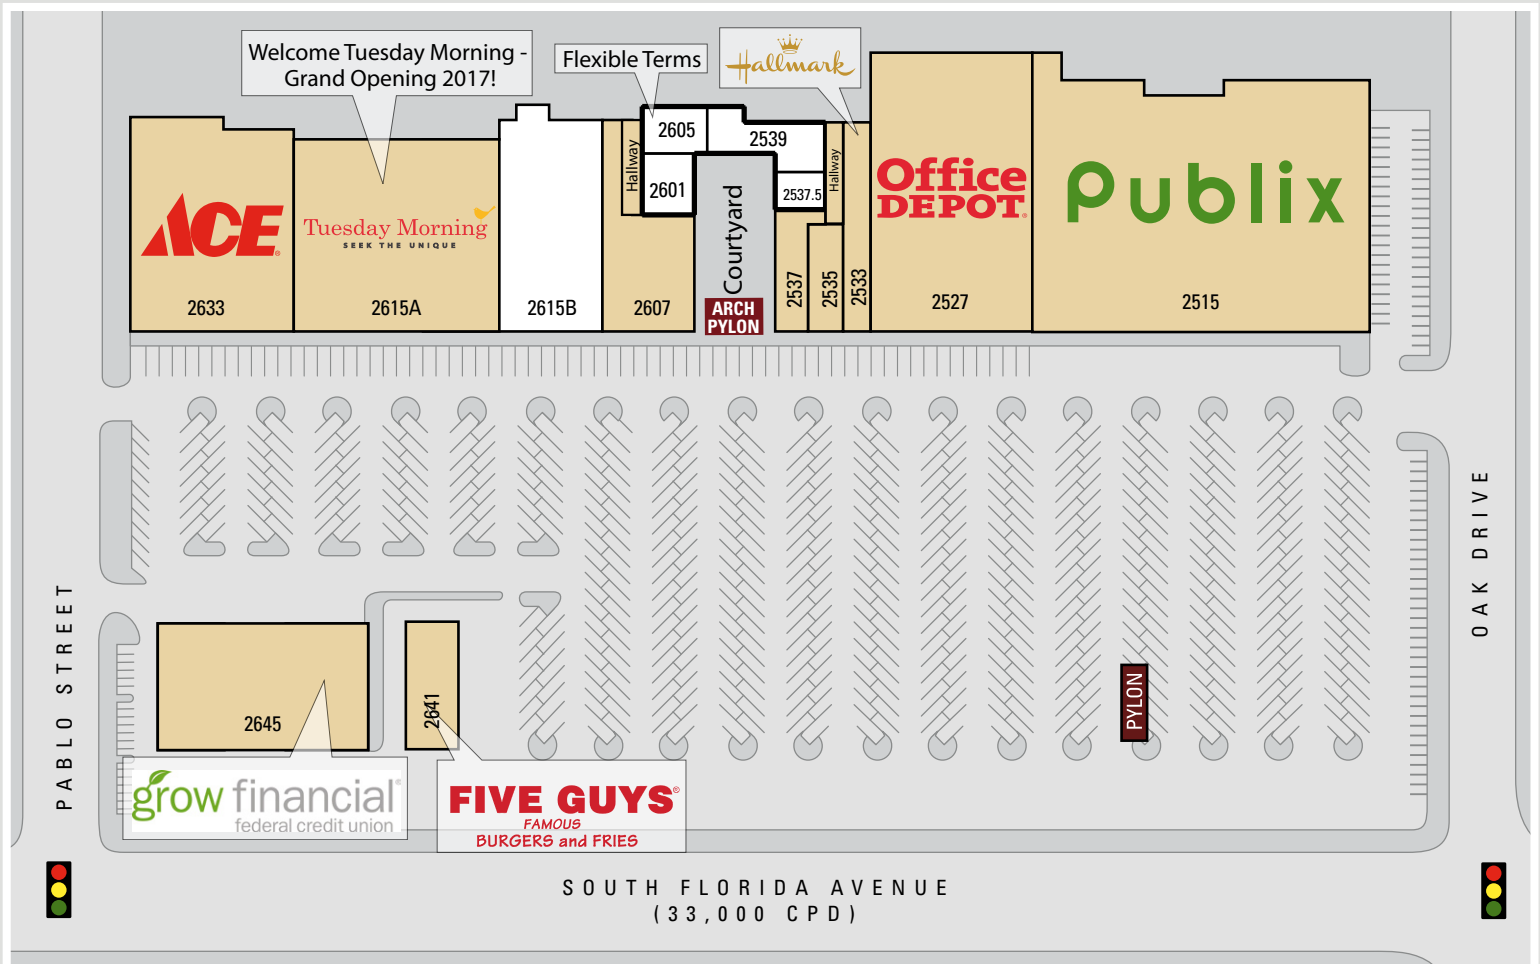 Welcome Tuesday Morning -
Grand Opening 2017!
Flexible Terms
Hallmark
ACE
2633
Tuesday Morning
SEEK THE UNIQUE
2615A
2615B
Hallway
2605
2601
2607
2539
2537.5
Hallway
Courtyard
ARCH
PYLON
2537
2535
2533
Office
DEPOT
2527
Publix
2515
PABLO STREET
OAK DRIVE
2645
2641
PYLON
grow financial
federal credit union
FIVE GUYS®
FAMOUS
BURGERS and FRIES
SOUTH FLORIDA AVENUE
(33,000 CPD)